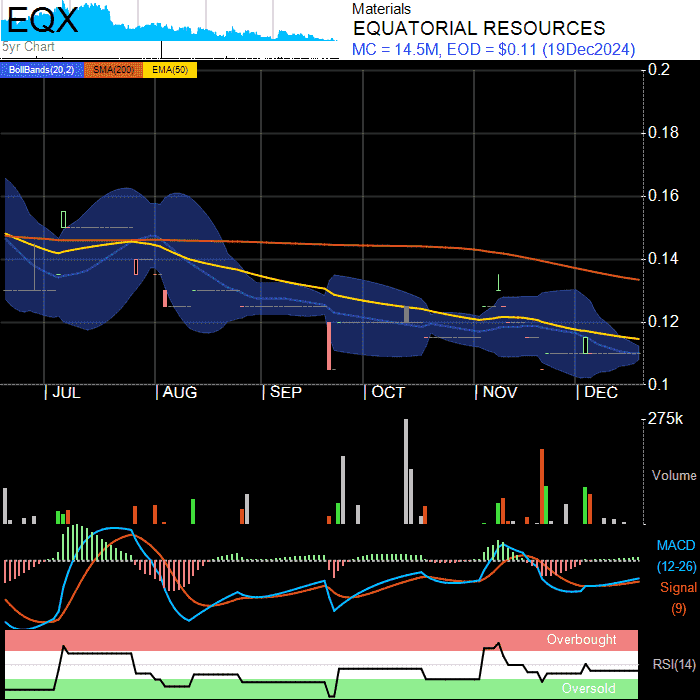 EQX
5yr Chart
Materials
EQUATORIAL RESOURCES
MC = 14.5M, EOD = $0.11 (19Dec2024)
BollBands(20,2) SMA(200) EMA(50)
0.2
0.18
0.16
0.14
0.12
0.1
JUL AUG SEP OCT NOV DEC
275k
Volume
MACD
(12-26)
Signal
(9)
Overbought
RSI(14)
Oversold